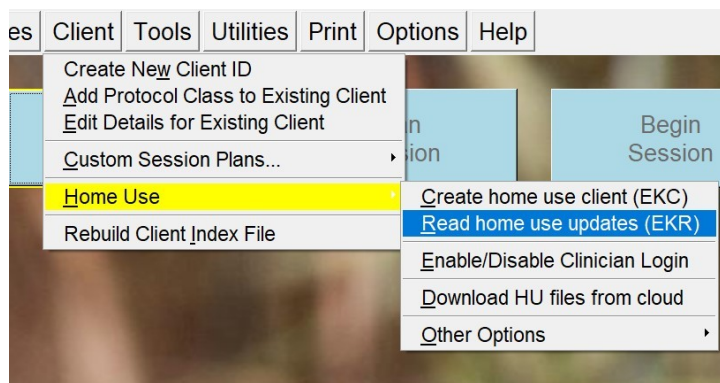 es Client Tools Utilities Print Options Help
Create New Client ID
Add Protocol Class to Existing Client
Edit Details for Existing Client
Custom Session Plans...
Home Use
Rebuild Client Index File
Begin
Session
Create home use client (EKC)
Read home use updates (EKR)
Enable/Disable Clinician Login
Download HU files from cloud
Other Options